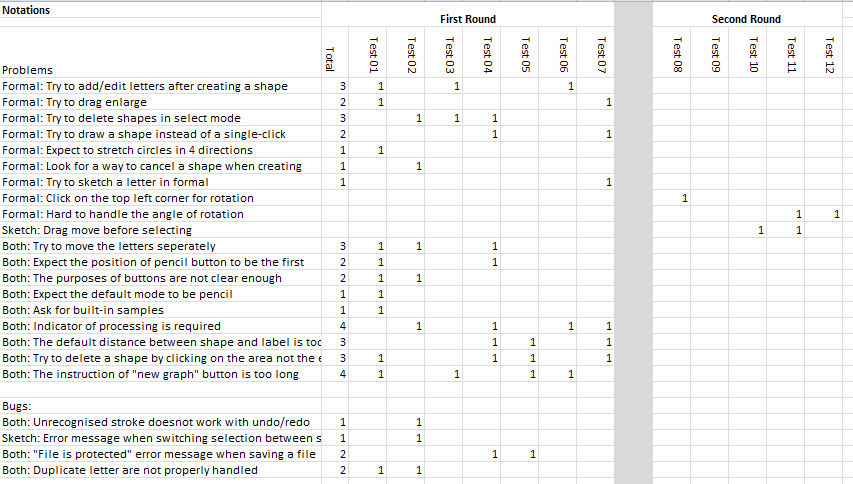 Notations
First Round Second Round
Problems Total Test 01 Test 02 Test 03 Test 04 Test 05 Test 06 Test 07 Test 08 Test 09 Test 10 Test 11 Test 12
Formal: Try to add/edit letters after creating a shape 3 1 1 1
Formal: Try to drag enlarge 2 1 1
Formal: Try to delete shapes in select mode 3 1 1 1
Formal: Try to draw a shape instead of a single-click 2 1 1
Formal: Expect to stretch circles in 4 directions 1 1
Formal: Look for a way to cancel a shape when creating 1 1
Formal: Try to sketch a letter in formal 1 1
Formal: Click on the top left corner for rotation 1
Formal: Hard to handle the angle of rotation 1 1
Sketch: Drag move before selecting 1 1
Both: Try to move the letters seperately 3 1 1 1
Both: Expect the position of pencil button to be the first 2 1 1
Both: The purposes of buttons are not clear enough 2 1 1
Both: Expect the default mode to be pencil 1 1
Both: Ask for built-in samples 1 1
Both: Indicator of processing is required 4 1 1 1 1
Both: The default distance between shape and label is too 3 1 1 1
Both: Try to delete a shape by clicking on the area not the 3 1 1 1 1
Both: The instruction of "new graph" button is too long 4 1 1 1 1
Bugs:
Both: Unrecognised stroke doesnot work with undo/redo 1 1
Sketch: Error message when switching selection between s 1 1
Both: "File is protected" error message when saving a file 2 1 1
Both: Duplicate letter are not properly handled 2 1 1